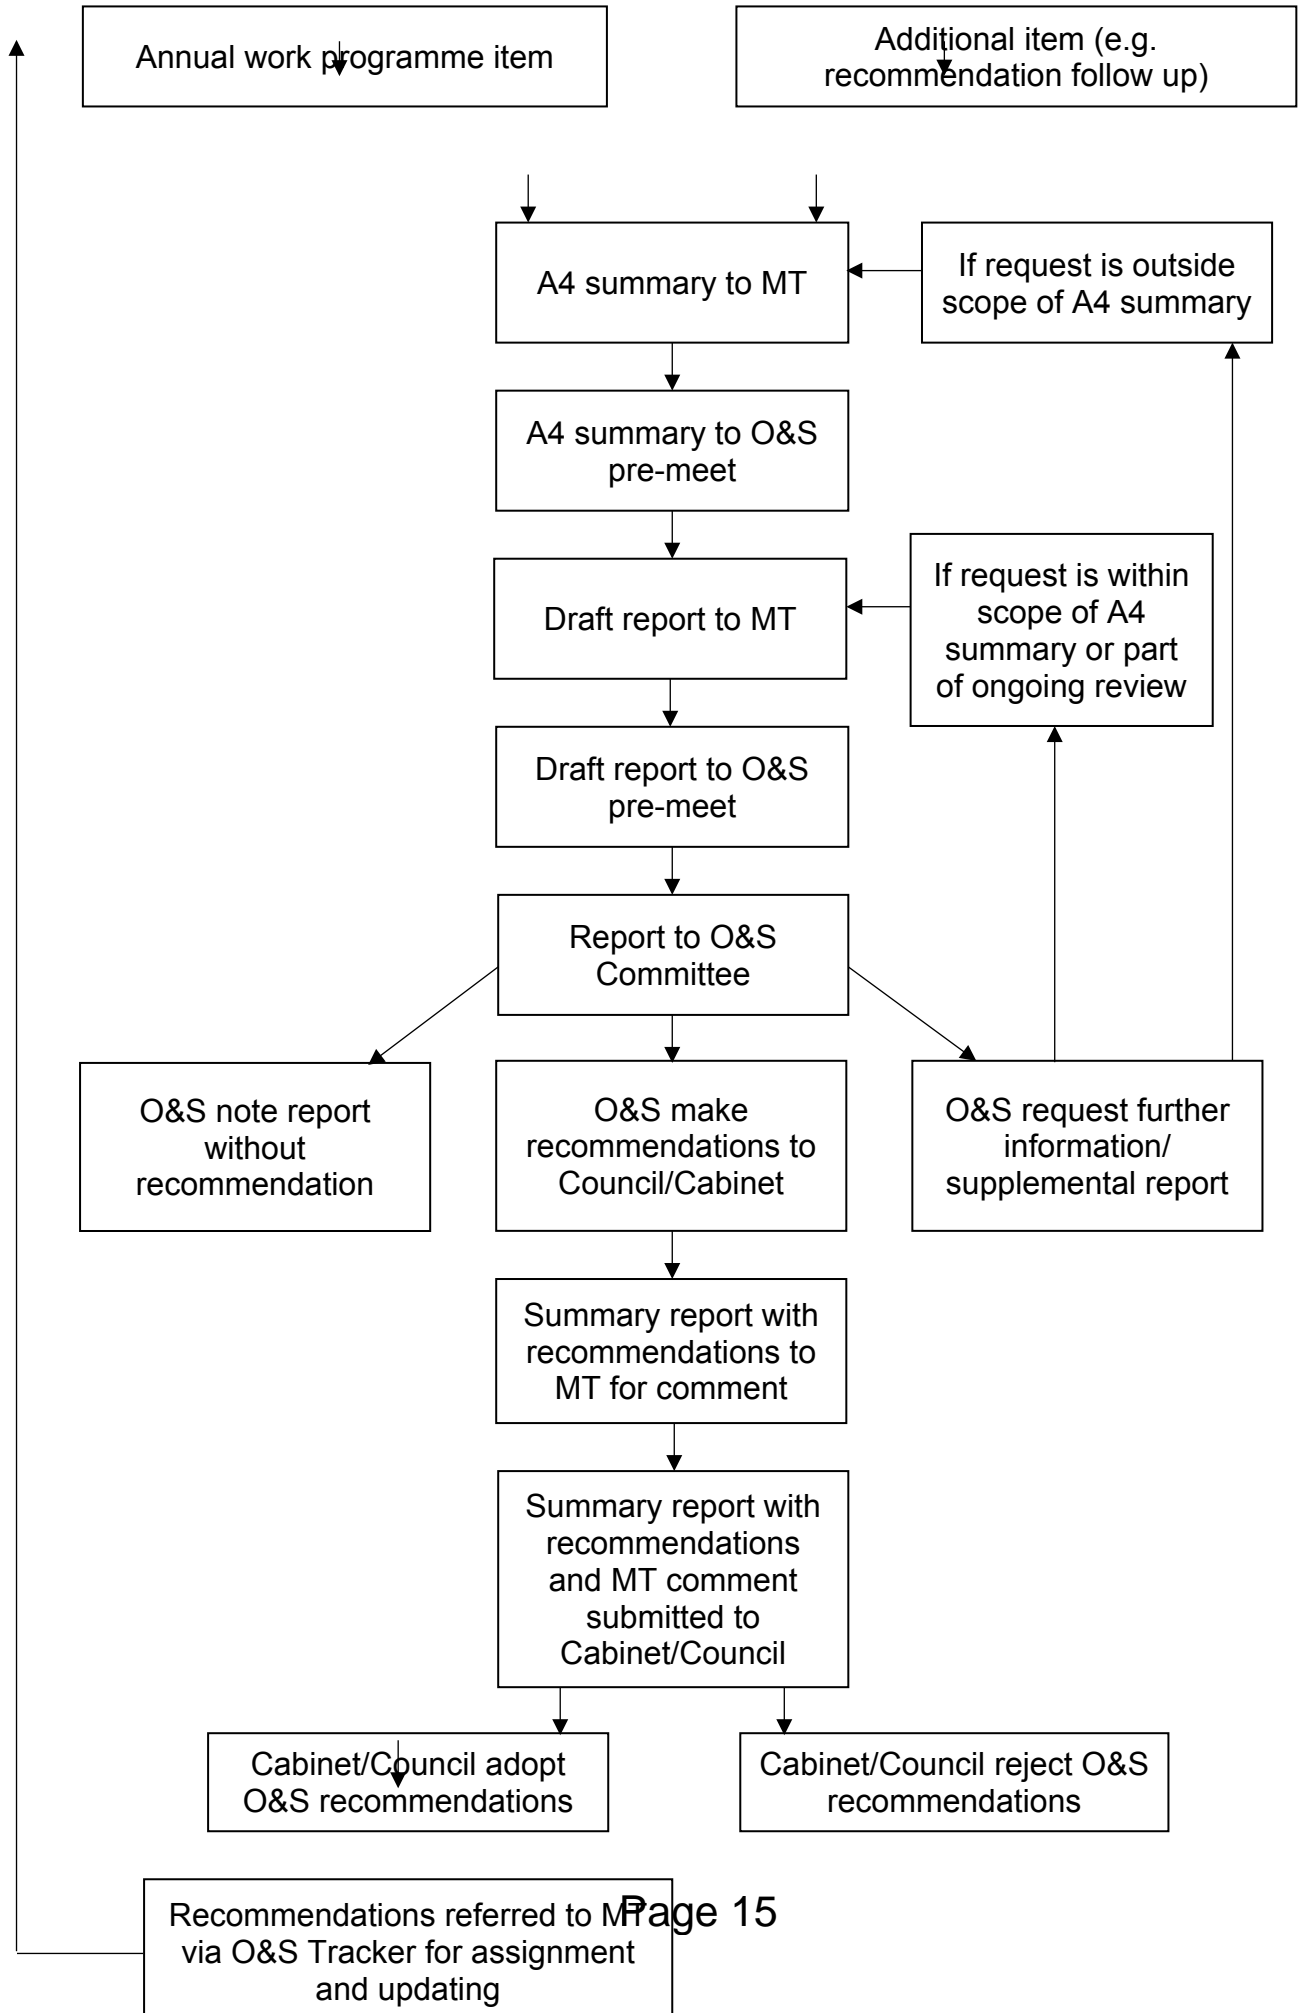 Annual work programme item
Additional item (e.g.
recommendation follow up)
A4 summary to MT
If request is outside
scope of A4 summary
A4 summary to O&S
pre-meet
Draft report to MT
If request is within
scope of A4
summary or part
of ongoing review
Draft report to O&S
pre-meet
Report to O&S
Committee
O&S note report
without
recommendation
O&S make
recommendations to
Council/Cabinet
O&S request further
information/
supplemental report
Summary report with
recommendations to
MT for comment
Summary report with
recommendations
and MT comment
submitted to
Cabinet/Council
Cabinet/Council adopt
O&S recommendations
Cabinet/Council reject O&S
recommendations
Recommendations referred to MT
via O&S Tracker for assignment
and updating
Page 15